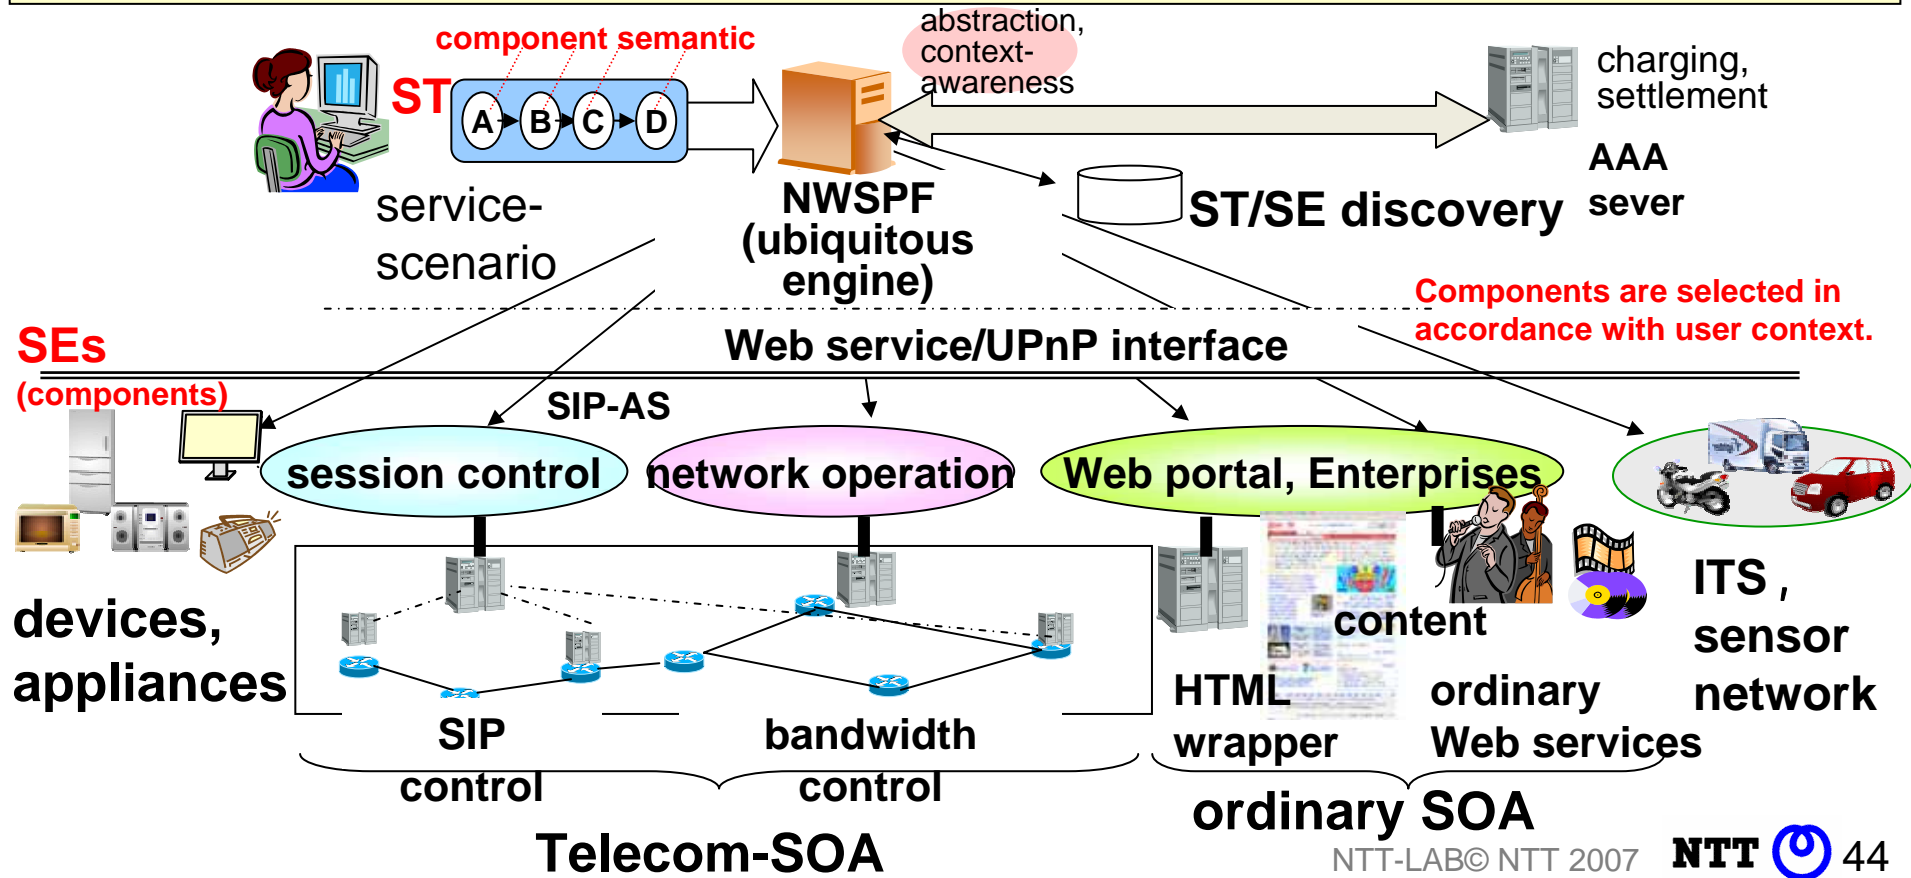 abstraction,
context-
awareness
component semantic
ST
A B C D
charging,
settlement
AAA
sever
service-
scenario
NWSPF
(ubiquitous
engine)
ST/SE discovery
Components are selected in
accordance with user context.
SEs
(components)
Web service/UPnP interface
SIP-AS
session control
network operation
Web portal, Enterprises
devices,
appliances
content
ITS ,
sensor
network
HTML
wrapper
ordinary
Web services
SIP
control
bandwidth
control
Telecom-SOA
ordinary SOA
NTT-LAB© NTT 2007
NTT
44